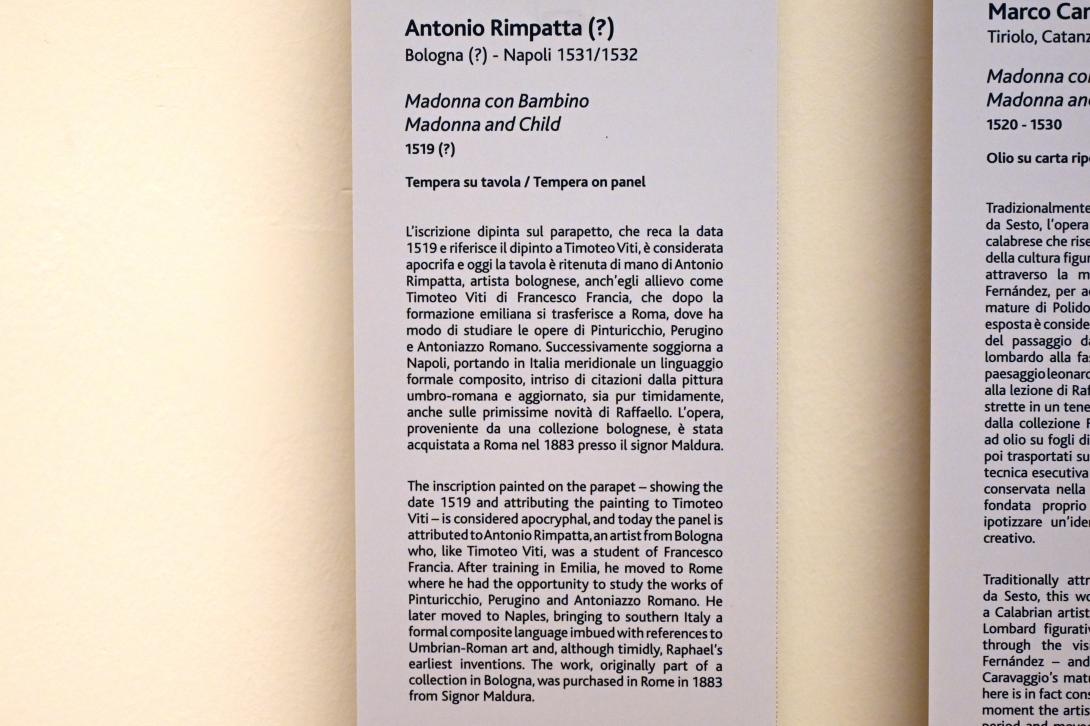 Antonio Rimpatta (?)
Bologna (?) - Napoli 1531/1532
Madonna con Bambino
Madonna and Child
1519 (?)
Tempera su tavola / Tempera on panel
L'iscrizione dipinta sul parapetto, che reca la data
1519 e riferisce il dipinto a Timoteo Viti, è considerata
apocrifa e oggi la tavola è ritenuta di mano di Antonio
Rimpatta, artista bolognese, anch'egli allievo come
Timoteo Viti di Francesco Francia, che dopo la
formazione emiliana si trasferisce a Roma, dove ha
modo di studiare le opere di Pinturicchio, Perugino
e Antoniazzo Romano. Successivamente soggiorna a
Napoli, portando in Italia meridionale un linguaggio
formale composito, intriso di citazioni dalla pittura
umbro-romana e aggiornato, sia pur timidamente,
anche sulle primissime novità di Raffaello. L'opera,
proveniente da una collezione bolognese, è stata
acquistata a Roma nel 1883 presso il signor Maldura.
The inscription painted on the parapet – showing the
date 1519 and attributing the painting to Timoteo
Viti – is considered apocryphal, and today the panel is
attributed to Antonio Rimpatta, an artist from Bologna
who, like Timoteo Viti, was a student of Francesco
Francia. After training in Emilia, he moved to Rome
where he had the opportunity to study the works of
Pinturicchio, Perugino and Antoniazzo Romano. He
later moved to Naples, bringing to southern Italy a
formal composite language imbued with references to
Umbrian-Roman art and, although timidly, Raphael's
earliest inventions. The work, originally part of a
collection in Bologna, was purchased in Rome in 1883
from Signor Maldura.
Marco Car
Tiriolo, Catanz
Madonna co
Madonna an
1520 - 1530
Olio su carta rip
Tradizionalmente
da Sesto, l'opera
calabrese che rise
della cultura figur
attraverso la m
Fernández, per a
mature di Polido
esposta è conside
del passaggio d
lombardo alla fa
paesaggio leonard
alla lezione di Raf
strette in un tene
dalla collezione F
ad olio su fogli di
poi trasportati su
tecnica esecutiva
conservata nella
fondata proprio
ipotizzare un'ide
creativo.
Traditionally attr
da Sesto, this wo
a Calabrian artist
Lombard figurativ
through the vis
Fernández – and
Caravaggio's matu
here is in fact cons
moment the artis